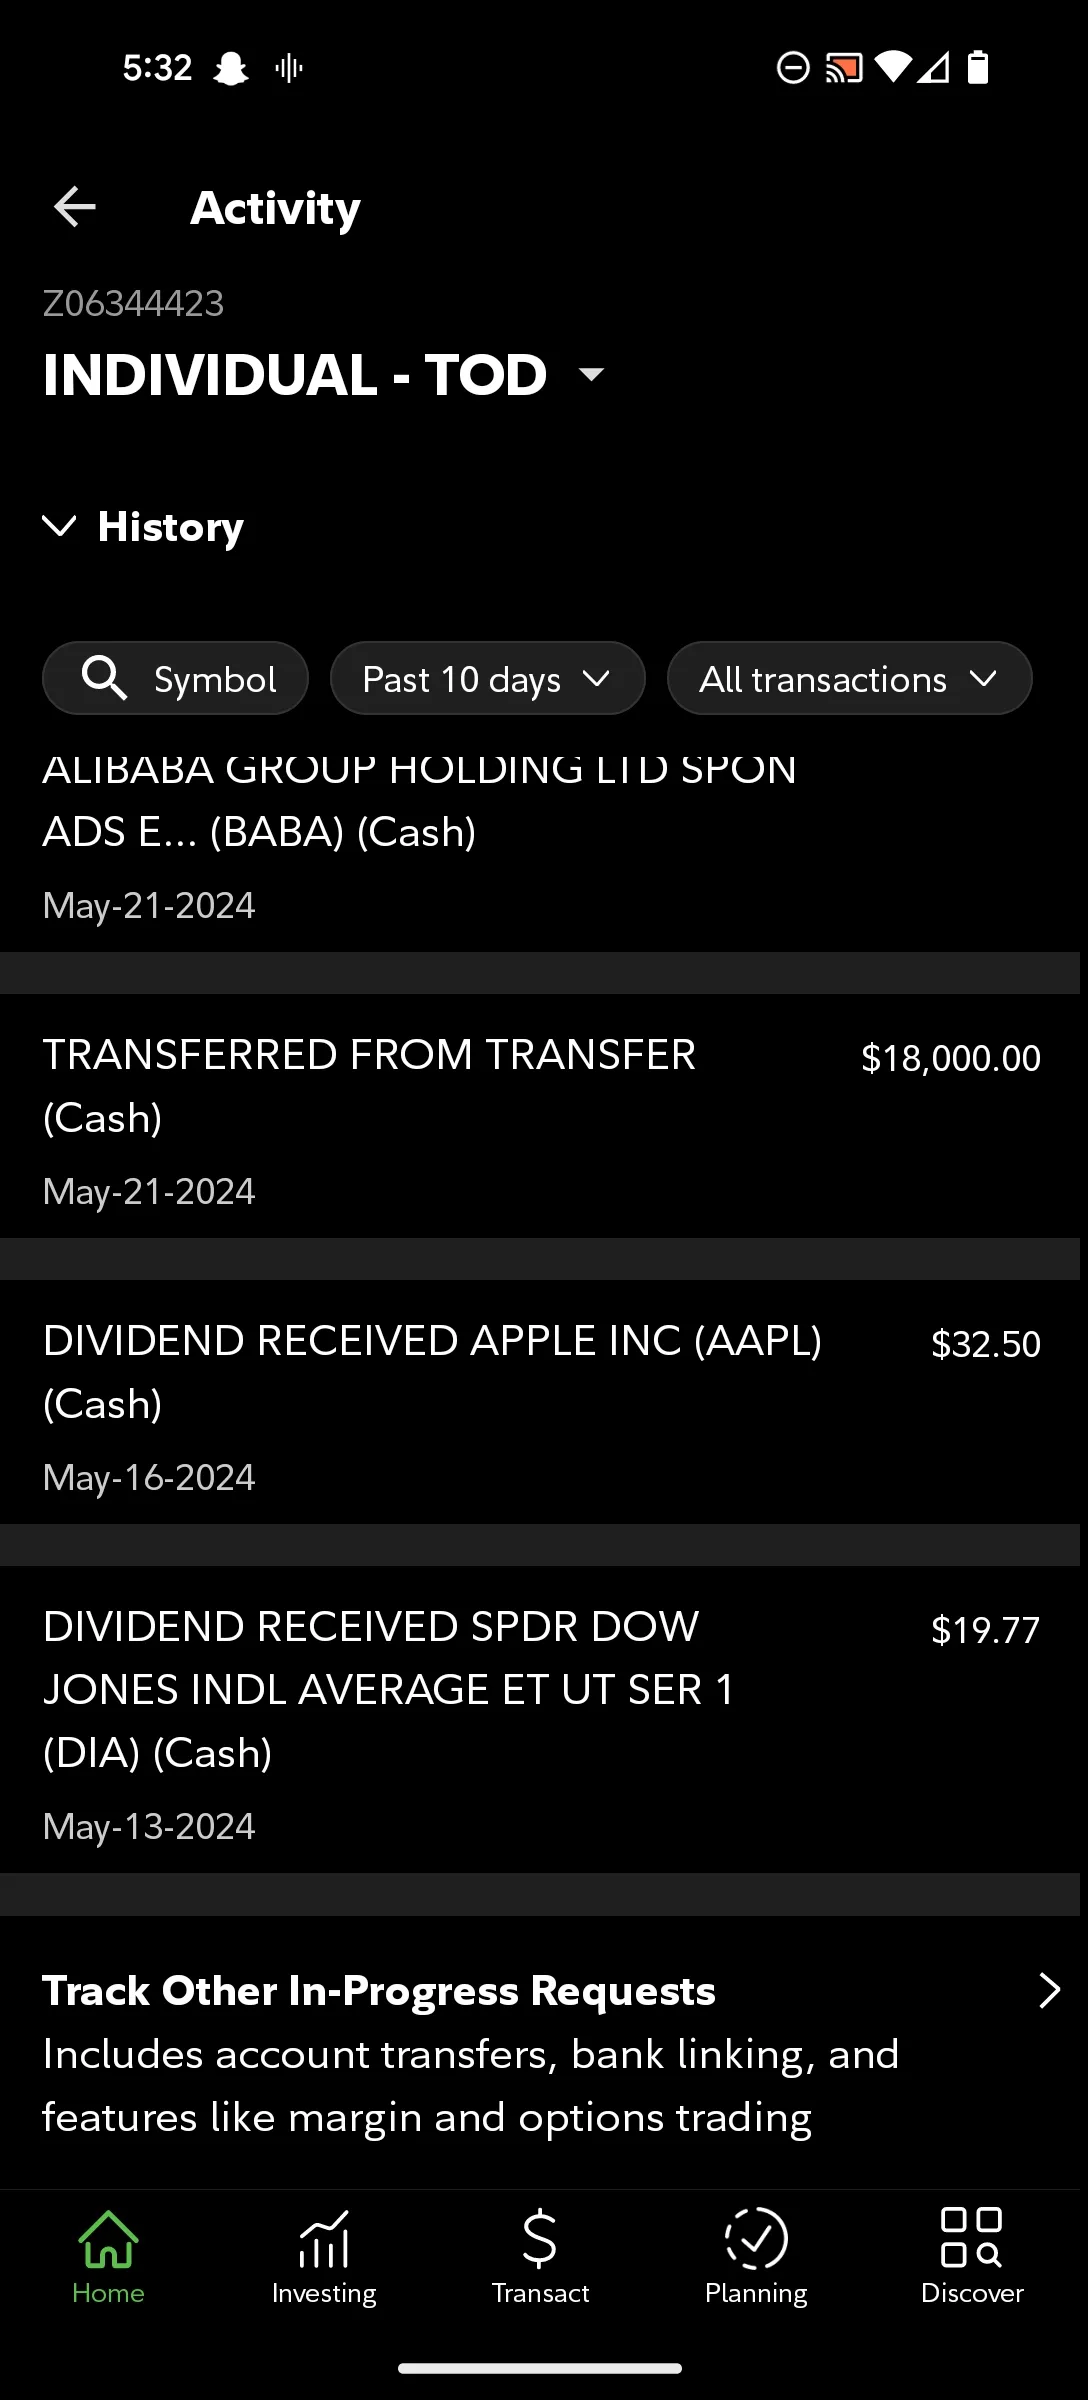 5:32
Activity
Z06344423
INDIVIDUAL - TOD
History
Symbol
Past 10 days
All transactions
ALIBABA GROUP HOLDING LTD SPON
ADS E... (BABA) (Cash)
May-21-2024
TRANSFERRED FROM TRANSFER
(Cash)
$18,000.00
May-21-2024
DIVIDEND RECEIVED APPLE INC (AAPL)
(Cash)
$32.50
May-16-2024
DIVIDEND RECEIVED SPDR DOW
JONES INDL AVERAGE ET UT SER 1
(DIA) (Cash)
$19.77
May-13-2024
Track Other In-Progress Requests
Includes account transfers, bank linking, and
features like margin and options trading
Home
Investing
Transact
Planning
Discover